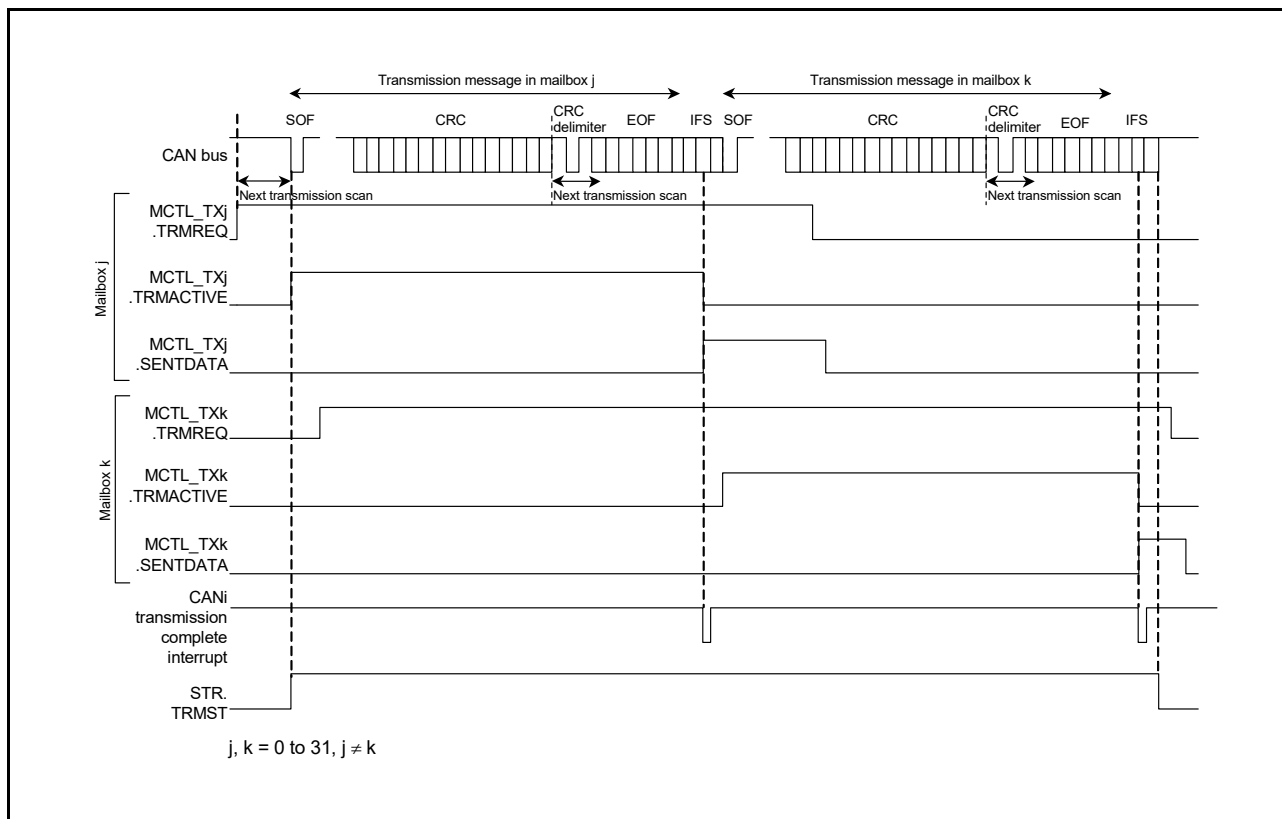 Transmission message in mailbox j
Transmission message in mailbox k
SOF
CRC
CRC
delimiter
EOF
IFS
SOF
CRC
CRC
delimiter
EOF
IFS
CAN bus
Next transmission scan
Next transmission scan
Next transmission scan
Mailbox j
MCTL_TXj
.TRMREQ
MCTL_TXj
.TRMACTIVE
MCTL_TXj
.SENTDATA
Mailbox k
MCTL_TXk
.TRMREQ
MCTL_TXk
.TRMACTIVE
MCTL_TXk
.SENTDATA
CANi
transmission
complete
interrupt
STR.
TRMST
j, k = 0 to 31, j ≠ k